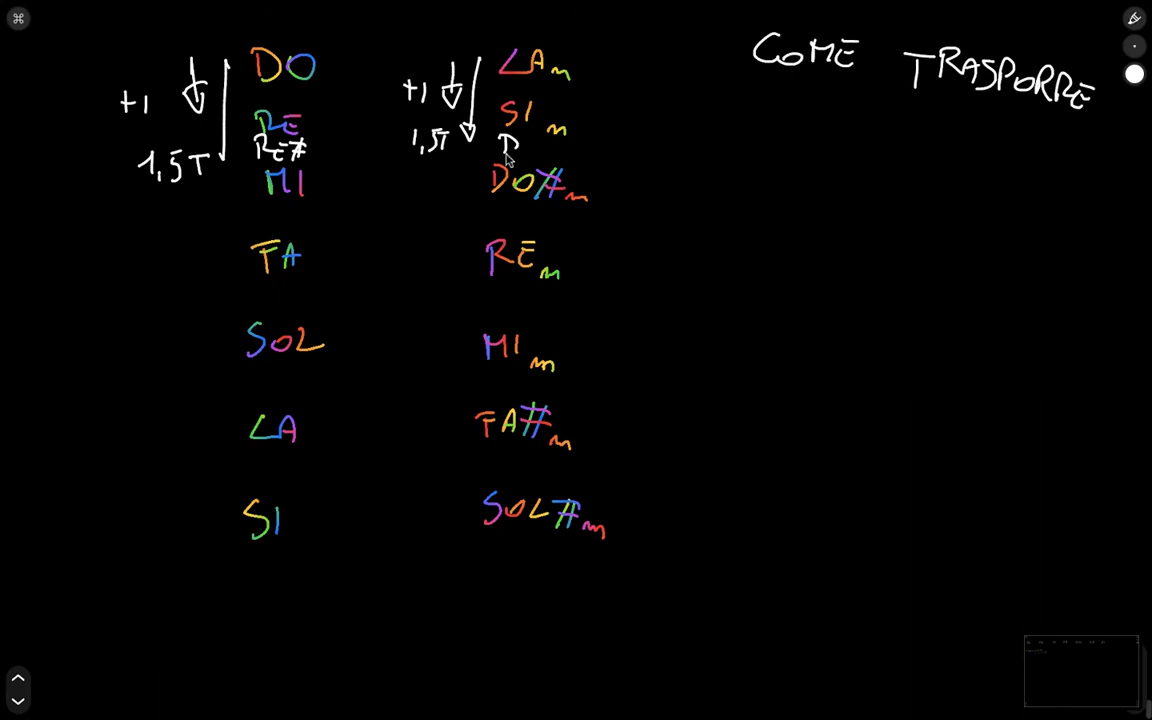 DO LAm COME TRASPORRE
+1 +1
RE SIm
1,5T RE# 1,5T D
MI DO#m
FA REm
SOL MIm
LA FA#m
SI SOL#m